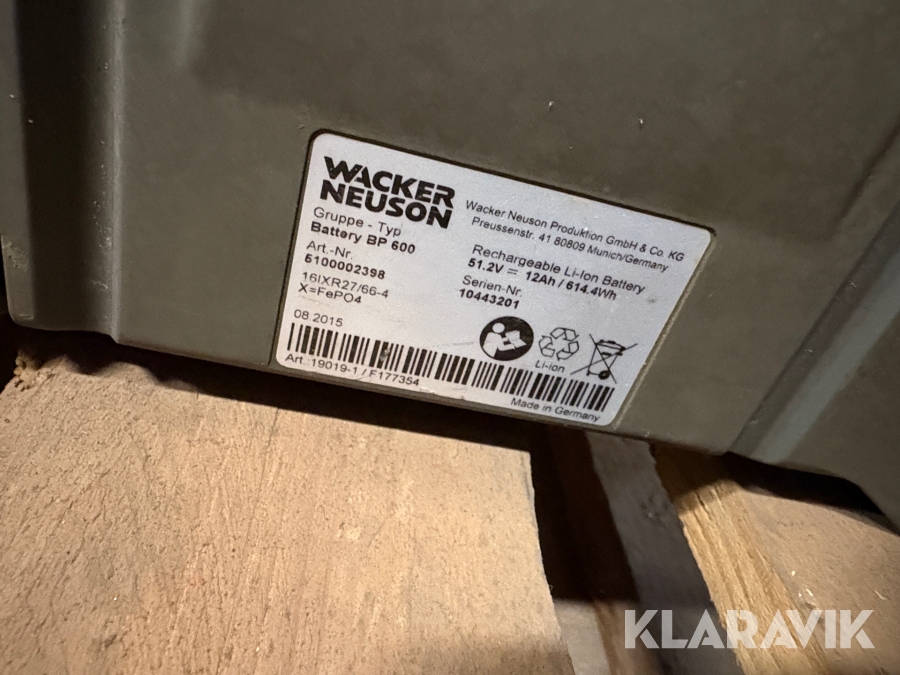 WACKER
NEUSON
Wacker Neuson Produktion GmbH & Co. KG
Preussenstr. 41 80809 Munich/Germany
Gruppe - Typ
Battery BP 600
Art.-Nr.
5100002398
16IXR27/66-4
X=FePO4
Rechargeable Li-Ion Battery
51.2V = 12Ah / 614.4Wh
Serien-Nr.
10443201
08.2015
Li-ion
Art.:19019-1 / F177354
Made in Germany
KLARAVIK